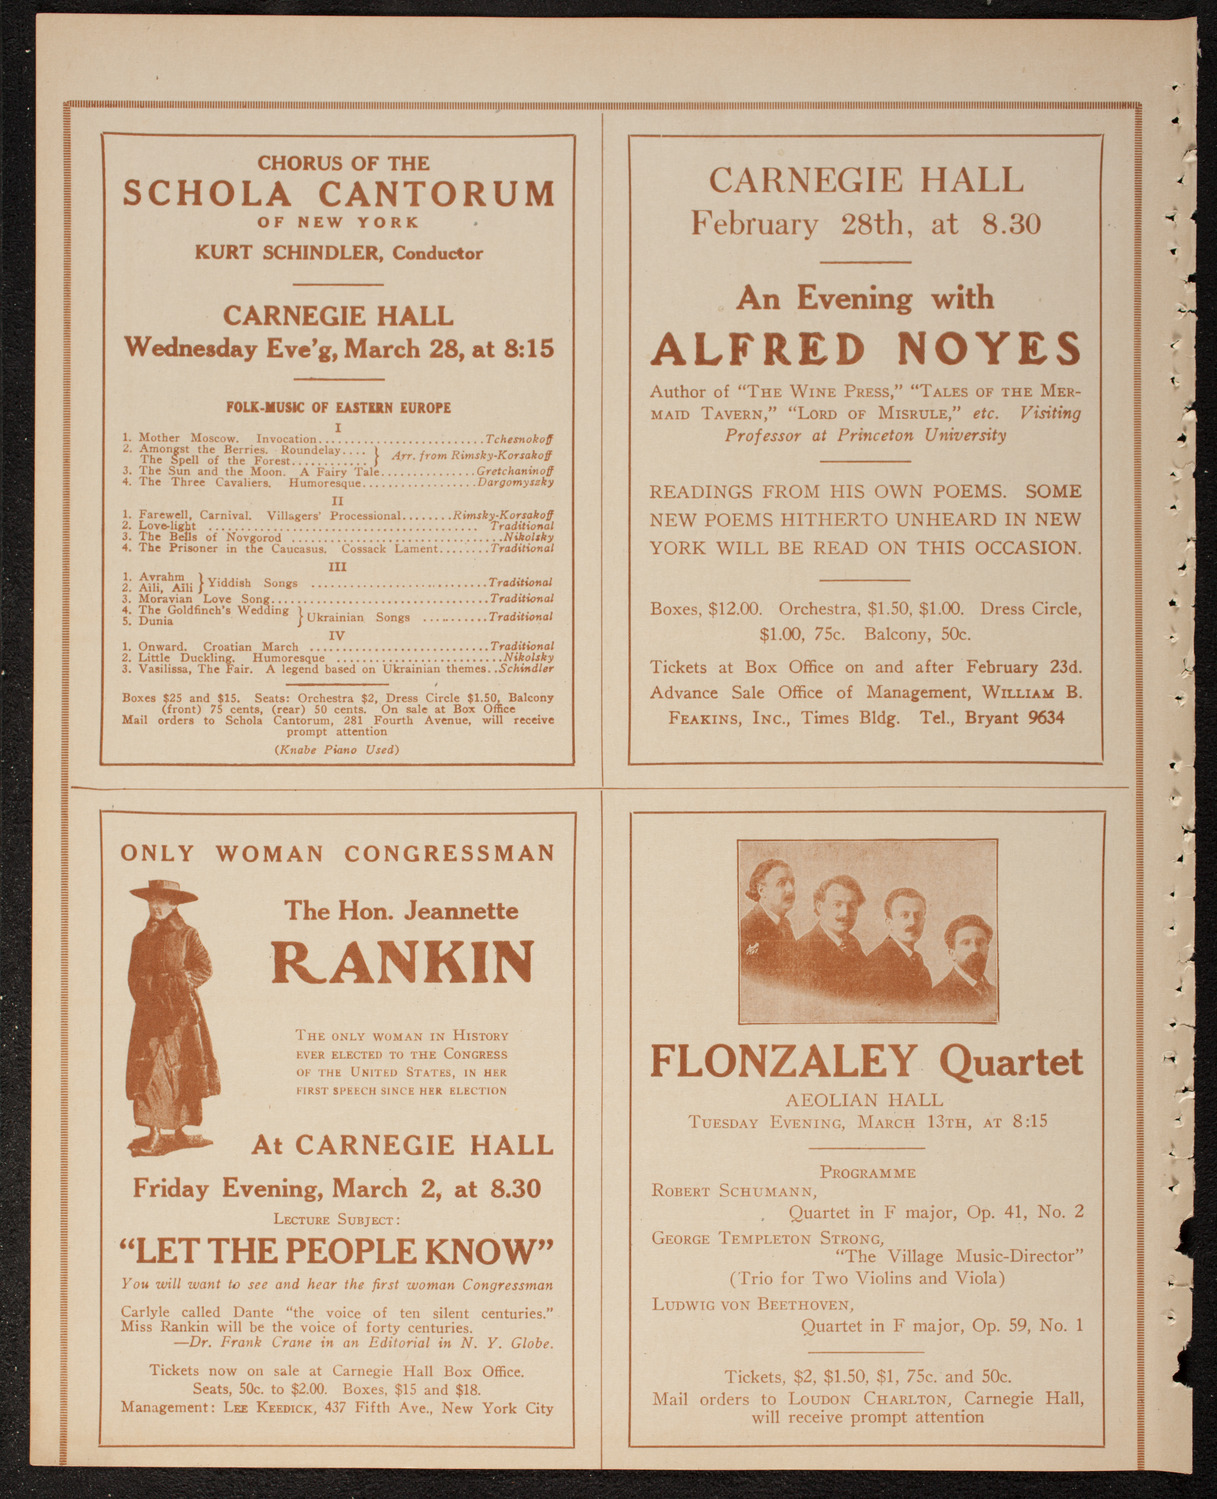 CHORUS OF THE
SCHOLA CANTORUM
OF NEW YORK
KURT SCHINDLER, Conductor
CARNEGIE HALL
Wednesday Eve'g, March 28, at 8:15
FOLK-MUSIC OF EASTERN EUROPE
I
1. Mother Moscow. Invocation........................Tchesnokoff
2. Amongst the Berries. Roundelay.... } Arr. from Rimsky-Korsakoff
The Spell of the Forest...........
3. The Sun and the Moon. A Fairy Tale..............Gretchaninoff
4. The Three Cavaliers. Humoresque.................Dargomyszky
II
1. Farewell, Carnival. Villagers' Processional........Rimsky-Korsakoff
2. Love-light ....................................... Traditional
3. The Bells of Novgorod ...............................Nikolsky
4. The Prisoner in the Caucasus. Cossack Lament........Traditional
III
1. Avrahm } Yiddish Songs ..........................Traditional
2. Aili, Aili
3. Moravian Love Song................................Traditional
4. The Goldfinch's Wedding } Ukrainian Songs ..........Traditional
5. Dunia
IV
1. Onward. Croatian March ............................Traditional
2. Little Duckling. Humoresque .........................Nikolsky
3. Vasilissa, The Fair. A legend based on Ukrainian themes..Schindler
Boxes $25 and $15. Seats: Orchestra $2, Dress Circle $1.50, Balcony
(front) 75 cents, (rear) 50 cents. On sale at Box Office
Mail orders to Schola Cantorum, 281 Fourth Avenue, will receive
prompt attention
(Knabe Piano Used)
CARNEGIE HALL
February 28th, at 8.30
An Evening with
ALFRED NOYES
Author of "THE WINE PRESS," "TALES OF THE MER-
MAID TAVERN," "LORD OF MISRULE," etc. Visiting
Professor at Princeton University
READINGS FROM HIS OWN POEMS. SOME
NEW POEMS HITHERTO UNHEARD IN NEW
YORK WILL BE READ ON THIS OCCASION.
Boxes, $12.00. Orchestra, $1.50, $1.00. Dress Circle,
$1.00, 75c. Balcony, 50c.
Tickets at Box Office on and after February 23d.
Advance Sale Office of Management, WILLIAM B.
FEAKINS, INC., Times Bldg. Tel., Bryant 9634
ONLY WOMAN CONGRESSMAN
The Hon. Jeannette
RANKIN
THE ONLY WOMAN IN HISTORY
EVER ELECTED TO THE CONGRESS
OF THE UNITED STATES, IN HER
FIRST SPEECH SINCE HER ELECTION
At CARNEGIE HALL
Friday Evening, March 2, at 8.30
LECTURE SUBJECT:
"LET THE PEOPLE KNOW"
You will want to see and hear the first woman Congressman
Carlyle called Dante "the voice of ten silent centuries."
Miss Rankin will be the voice of forty centuries.
—Dr. Frank Crane in an Editorial in N. Y. Globe.
Tickets now on sale at Carnegie Hall Box Office.
Seats, 50c. to $2.00. Boxes, $15 and $18.
Management: LEE KEEDICK, 437 Fifth Ave., New York City
FLONZALEY Quartet
AEOLIAN HALL
TUESDAY EVENING, MARCH 13TH, AT 8:15
PROGRAMME
ROBERT SCHUMANN,
Quartet in F major, Op. 41, No. 2
GEORGE TEMPLETON STRONG,
"The Village Music-Director"
(Trio for Two Violins and Viola)
LUDWIG VON BEETHOVEN,
Quartet in F major, Op. 59, No. 1
Tickets, $2, $1.50, $1, 75c. and 50c.
Mail orders to LOUDON CHARLTON, Carnegie Hall,
will receive prompt attention